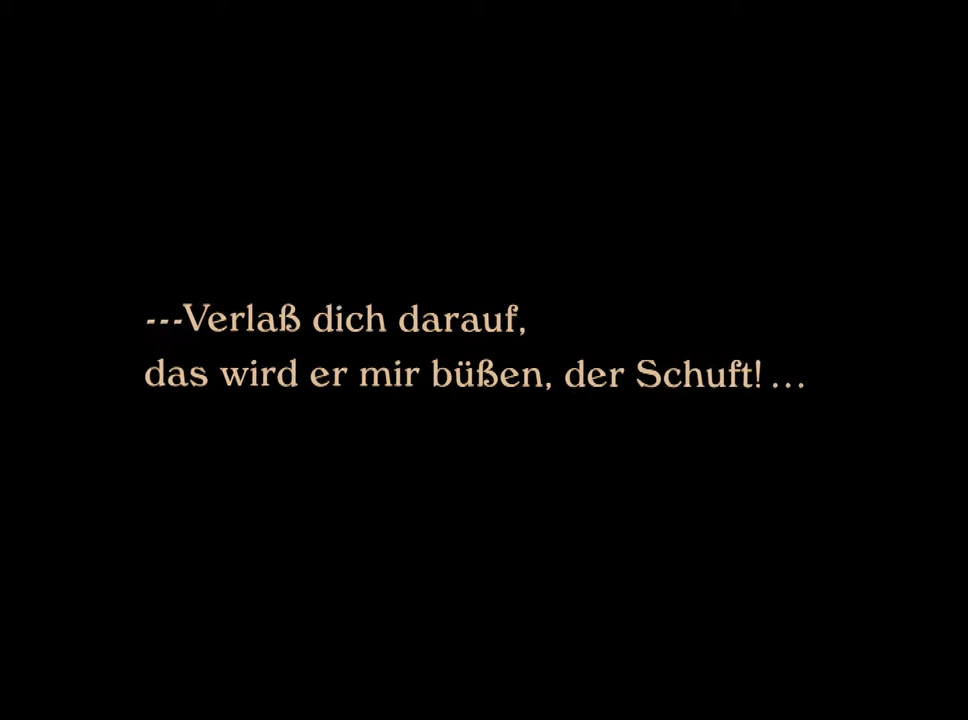 ---Verlaß dich darauf,
das wird er mir büßen, der Schuft! ...